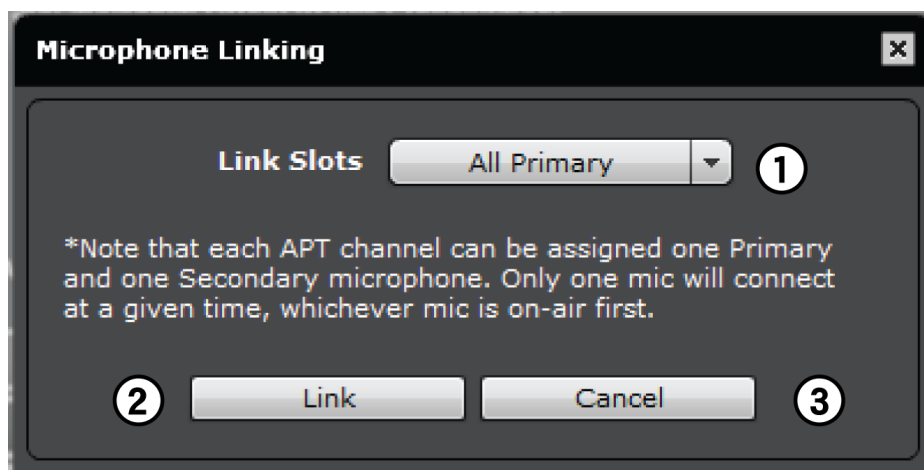 Microphone Linking
Link Slots All Primary 1
*Note that each APT channel can be assigned one Primary
and one Secondary microphone. Only one mic will connect
at a given time, whichever mic is on-air first.
2 Link Cancel 3